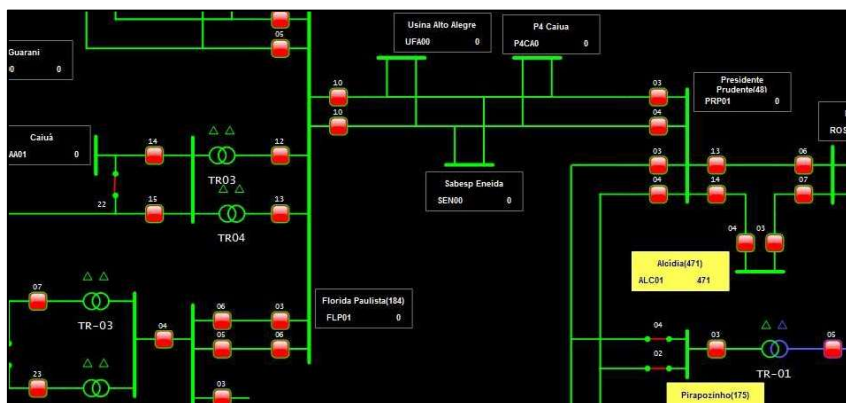 05
Guarani
0
Usina Alto Alegre
UFA00 0
P4 Caiua
P4CA0 0
10
03
Presidente
Prudente(48)
PRP01 0
10
04
ROS
Caiuá
AA01 0
14
12
TR03
03
13
06
04
14
07
22
15
13
TR04
Sabesp Eneida
SEN00 0
04
03
Alcídia(471)
ALC01 471
07
TR-03
04
06
03
Florida Paulista(184)
FLP01 0
05
06
04
02
03
05
TR-01
23
03
Pirapozinho(175)